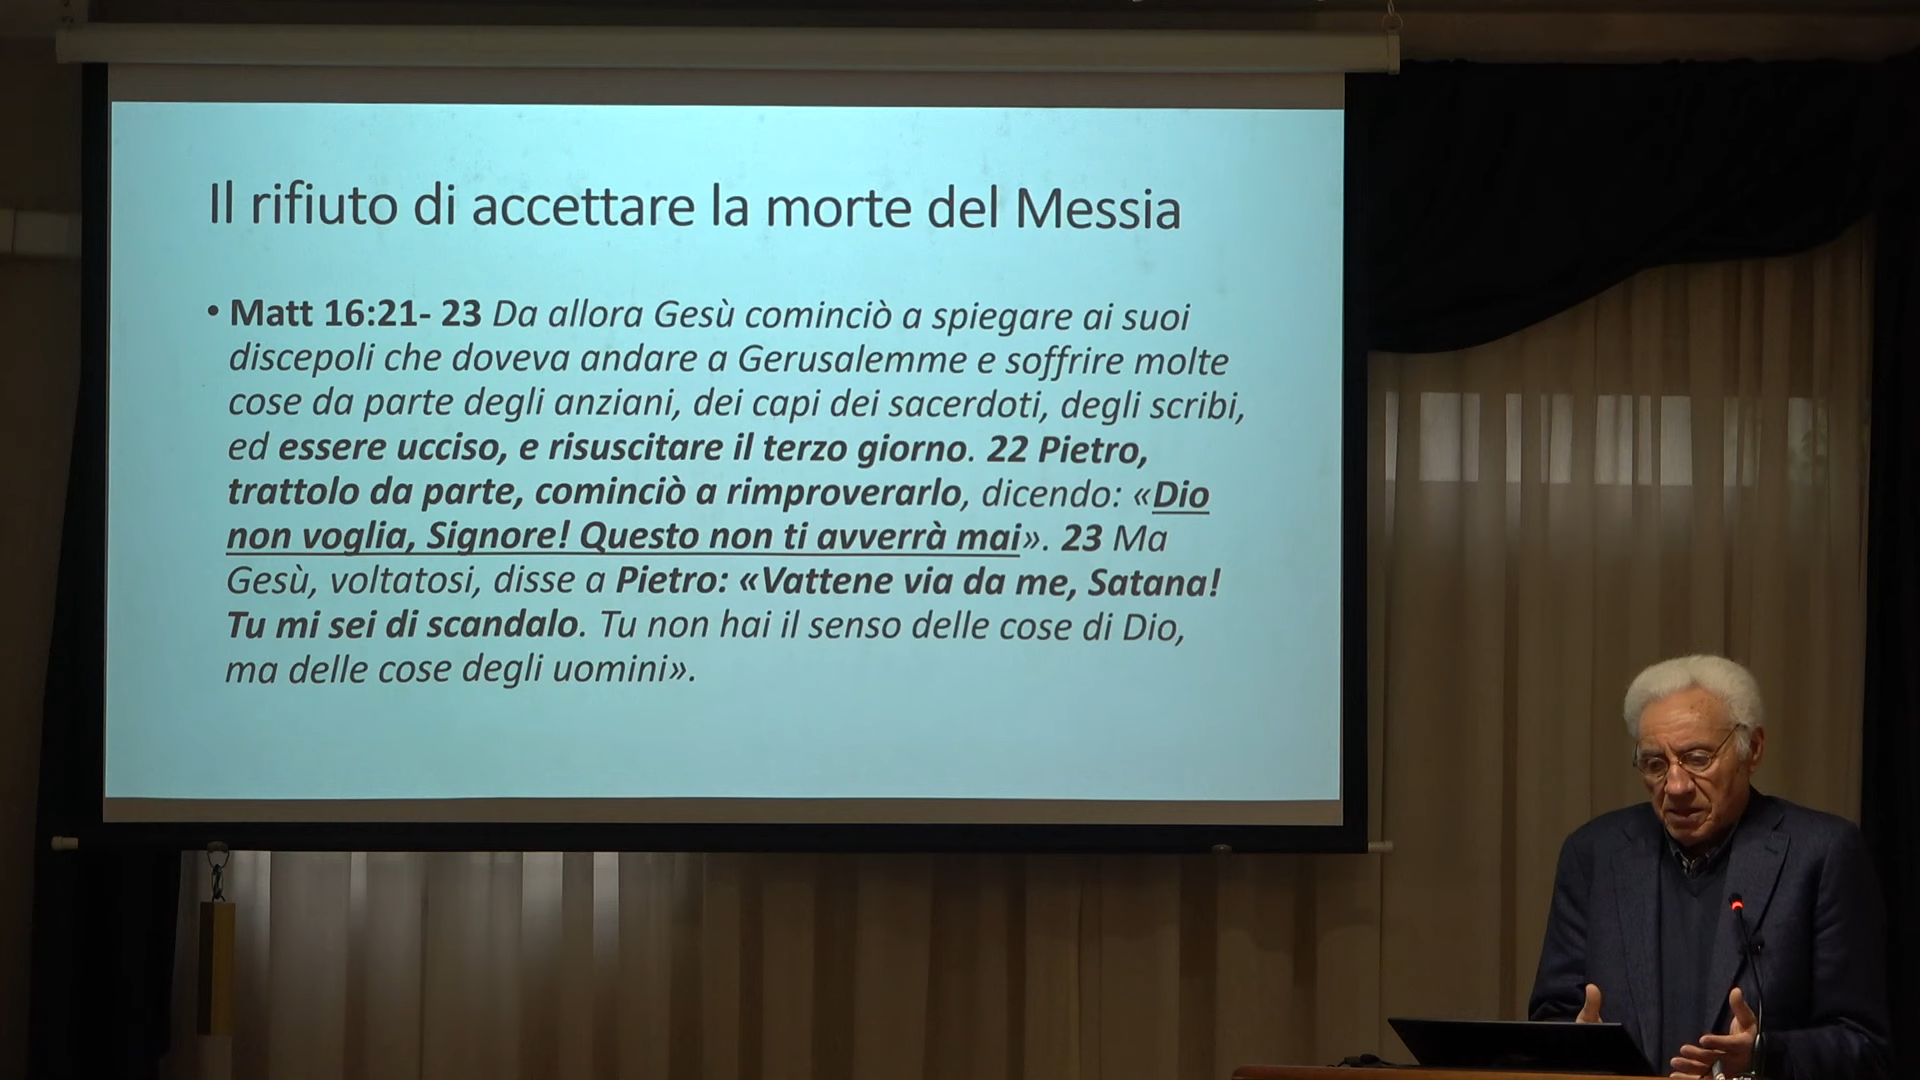 Il rifiuto di accettare la morte del Messia
• Matt 16:21- 23 Da allora Gesù cominciò a spiegare ai suoi
discepoli che doveva andare a Gerusalemme e soffrire molte
cose da parte degli anziani, dei capi dei sacerdoti, degli scribi,
ed essere ucciso, e risuscitare il terzo giorno. 22 Pietro,
trattolo da parte, cominciò a rimproverarlo, dicendo: «Dio
non voglia, Signore! Questo non ti avverrà mai». 23 Ma
Gesù, voltatosi, disse a Pietro: «Vattene via da me, Satana!
Tu mi sei di scandalo. Tu non hai il senso delle cose di Dio,
ma delle cose degli uomini».